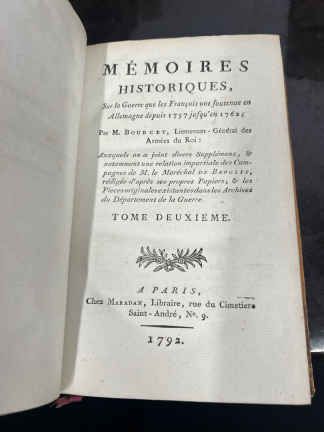 MÉMOIRES
HISTORIQUES,
Sur la Guerre que les François ont soutenue en
Allemagne depuis 1757 jusqu'en 1762;
Par M. BOURCET, Lieutenant-Général des
Armées du Roi:
Auxquels on a joint divers Supplémens, &
notamment une relation impartiale des Cam-
pagnes de M. le Maréchal DE BROGLIE,
rédigée d'après ses propres Papiers, & les
Pièces originales existentes dans les Archives
du Département de la Guerre.
TOME DEUXIEME.
A PARIS,
Chez MARADAN, Libraire, rue du Cimetiere
Saint-André, No. 9.
1792.